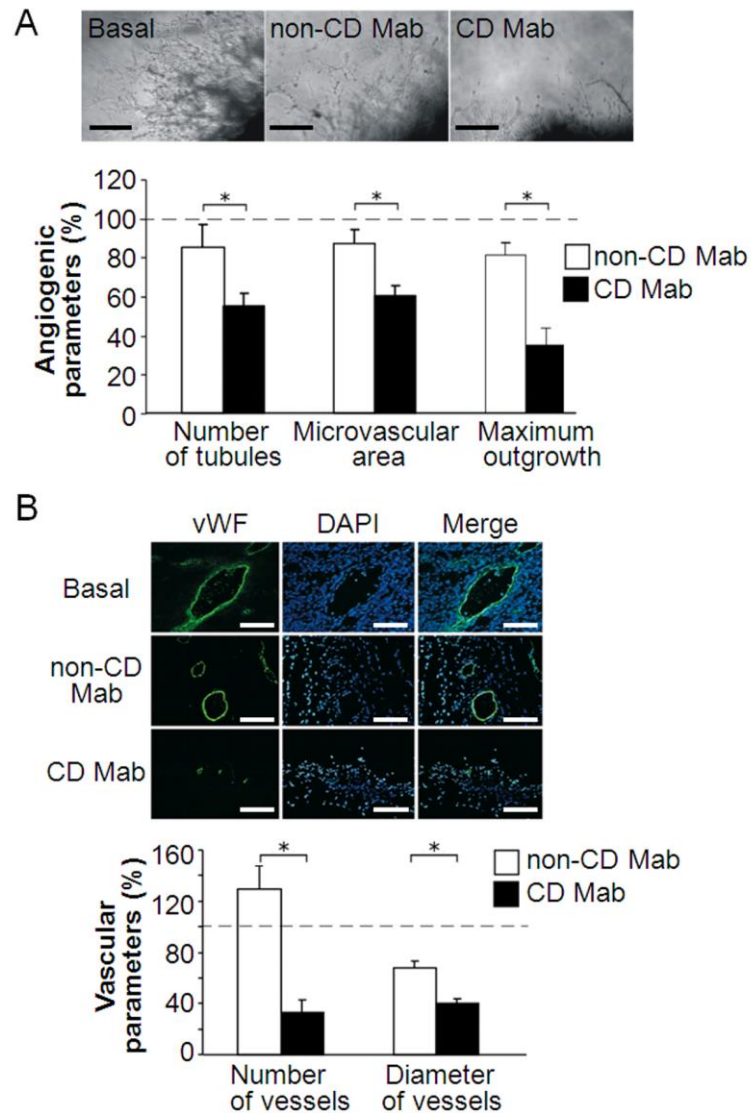 A
Basal
non-CD Mab
CD Mab
120
100
80
60
40
20
0
Angiogenic
parameters (%)
*
*
*
non-CD Mab
CD Mab
Number
of tubules
Microvascular
area
Maximum
outgrowth
B
vWF
DAPI
Merge
Basal
non-CD
Mab
CD Mab
160
120
80
40
0
Vascular
parameters (%)
*
*
non-CD Mab
CD Mab
Number
of vessels
Diameter
of vessels